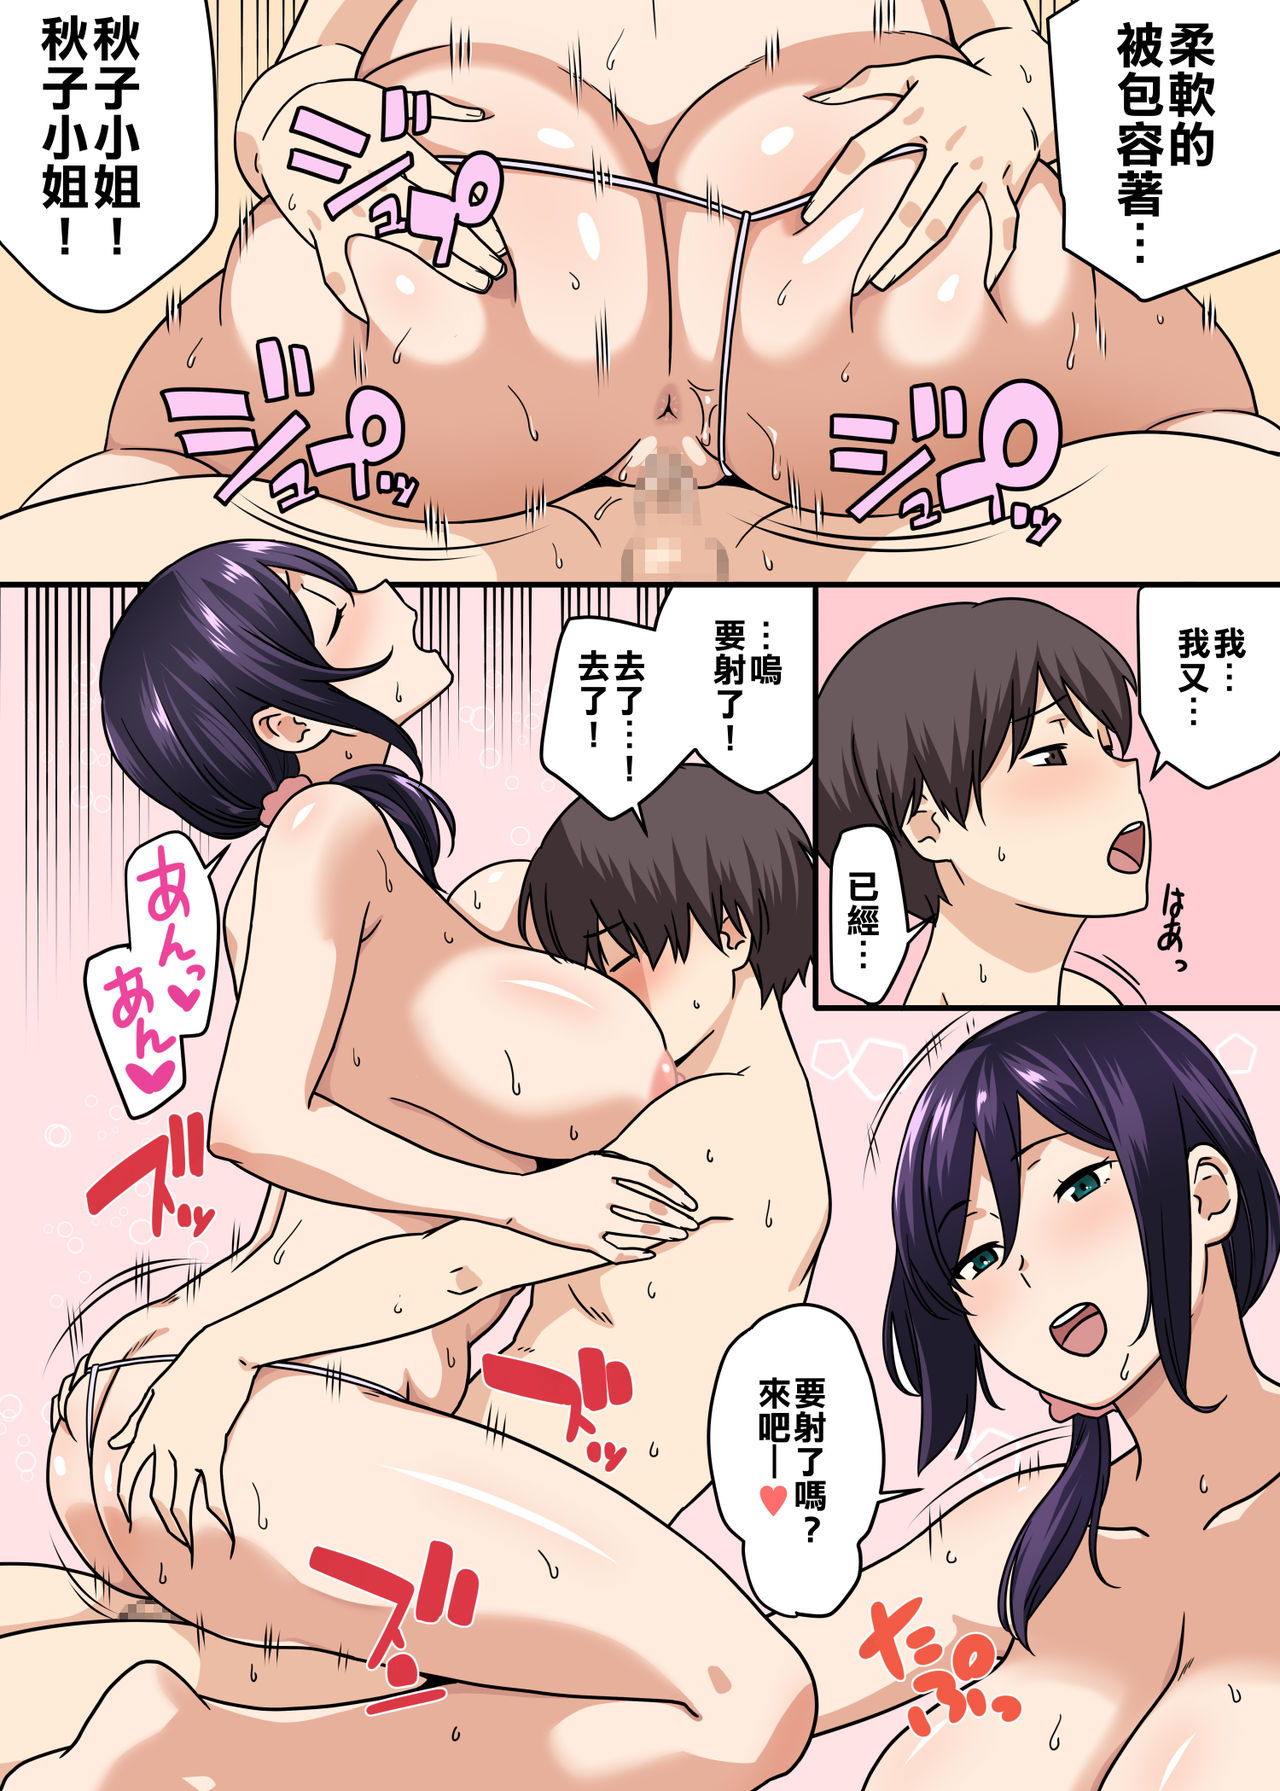 柔軟的
被包容著…
秋子小姐！
秋子小姐！
ジュプッ
ジュプッ
ジュプッ
我…
我又…
已經…
はあっ
…嗚
要射了！
去了…！
去了！
あんっ♥
あん♥
ズッ
ズッ
ズッ
要射了嗎？
來吧—♥
たぷっ